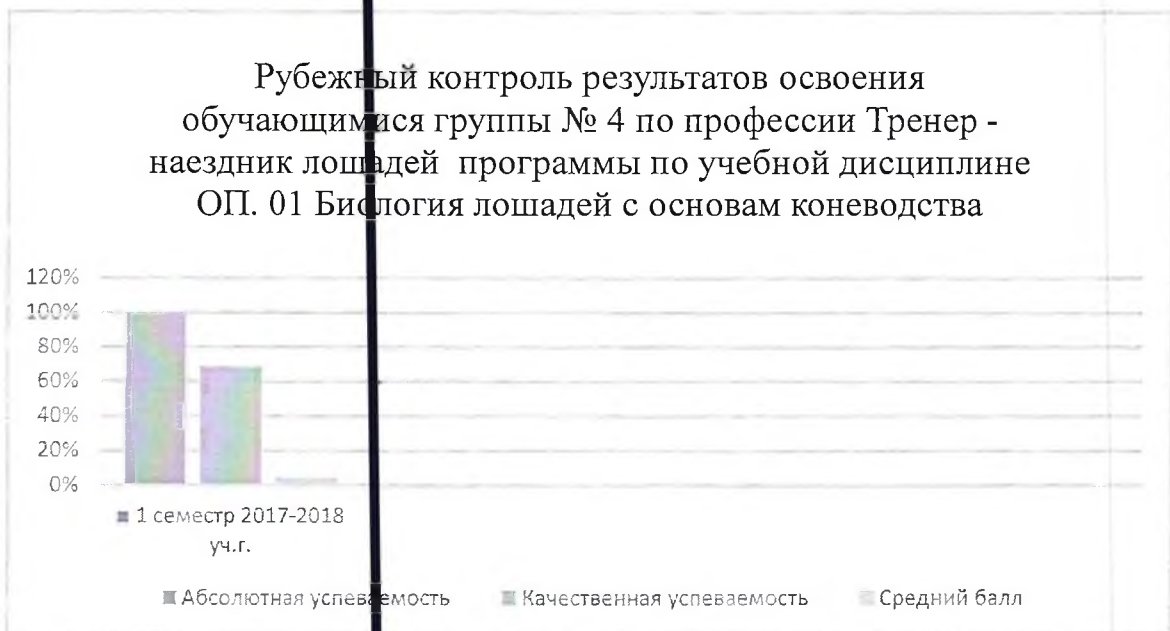 Рубежный контроль результатов освоения
обучающимися группы № 4 по профессии Тренер -
наездник лошадей программы по учебной дисциплине
ОП. 01 Биология лошадей с основам коневодства
120%
100%
80%
60%
40%
20%
0%
1 семестр 2017-2018
уч.г.
Абсолютная успеваемость Качественная успеваемость Средний балл